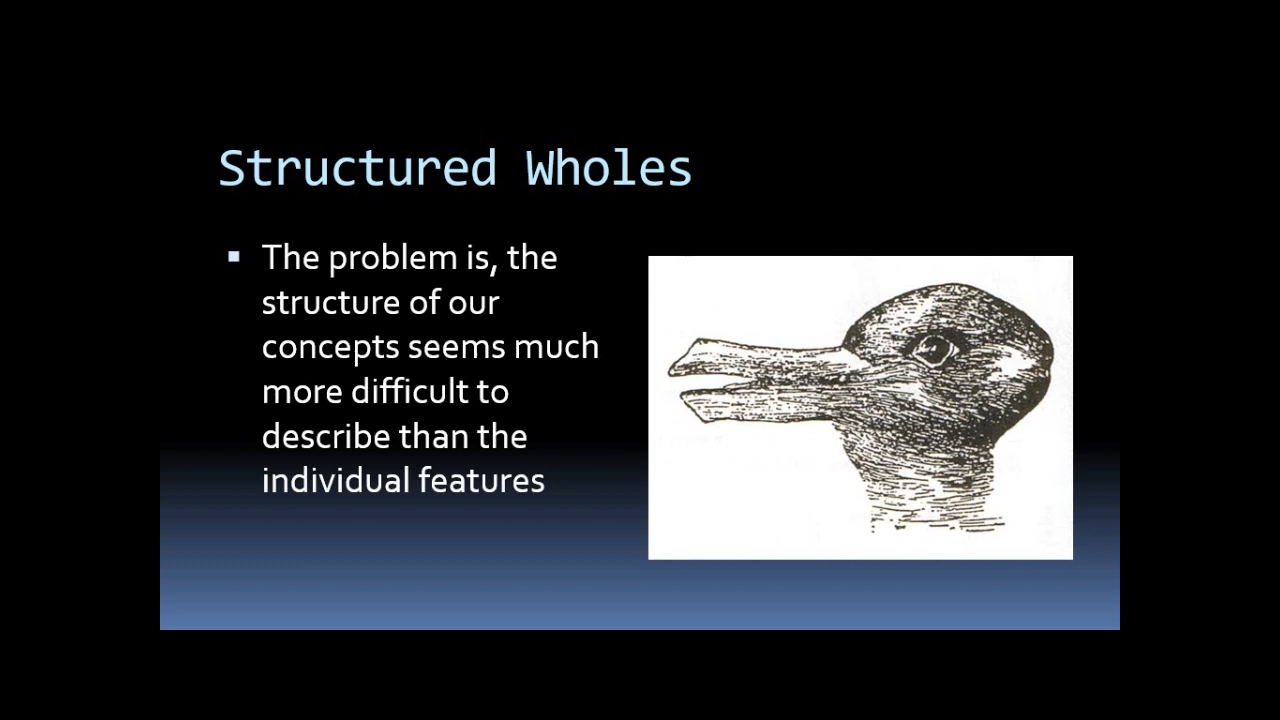 Structured Wholes
The problem is, the
structure of our
concepts seems much
more difficult to
describe than the
individual features